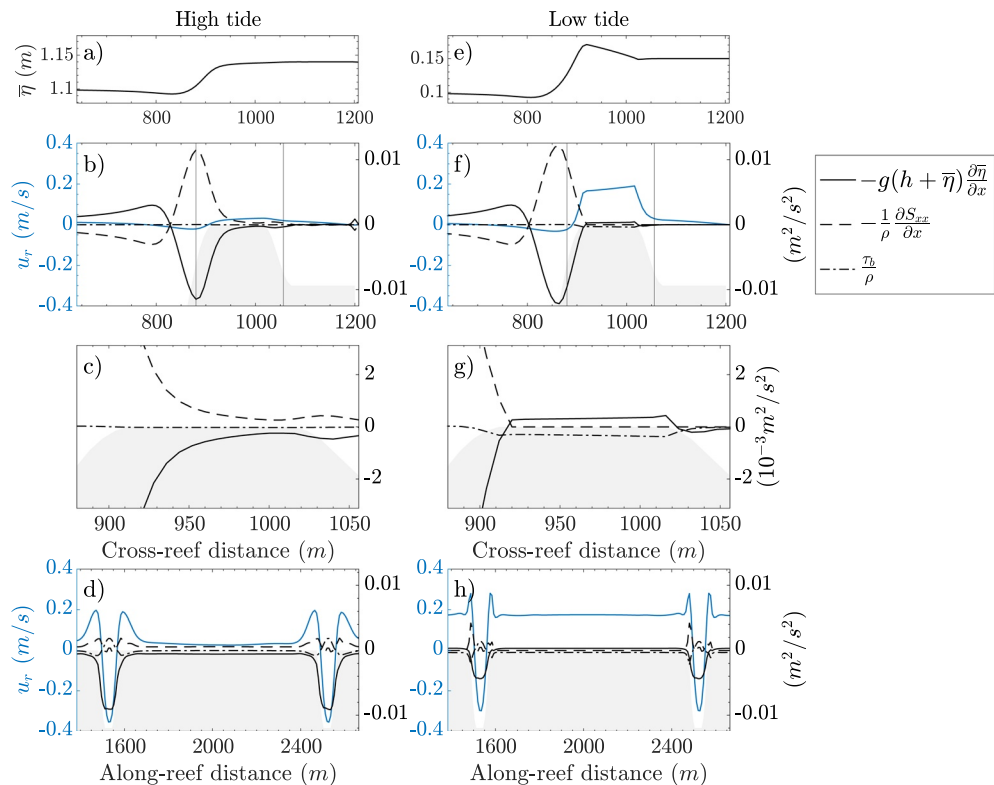 High tide
Low tide
a)
1.15
1.1
η̅ (m)
800
1000
1200
e)
0.15
0.1
800
1000
1200
b)
0.4
0.2
0
-0.2
-0.4
u_r (m/s)
0.01
0
-0.01
800
1000
1200
f)
0.4
0.2
0
-0.2
-0.4
0.01
0
-0.01
(m²/s²)
800
1000
1200
−g(h + η̅) ∂η̅/∂x
−(1/ρ) ∂S_xx/∂x
τ_b/ρ
c)
2
0
-2
900
950
1000
1050
Cross-reef distance (m)
g)
2
0
-2
(10⁻³m²/s²)
900
950
1000
1050
Cross-reef distance (m)
d)
0.4
0.2
0
-0.2
-0.4
u_r (m/s)
0.01
0
-0.01
1600
2000
2400
Along-reef distance (m)
h)
0.4
0.2
0
-0.2
-0.4
0.01
0
-0.01
(m²/s²)
1600
2000
2400
Along-reef distance (m)